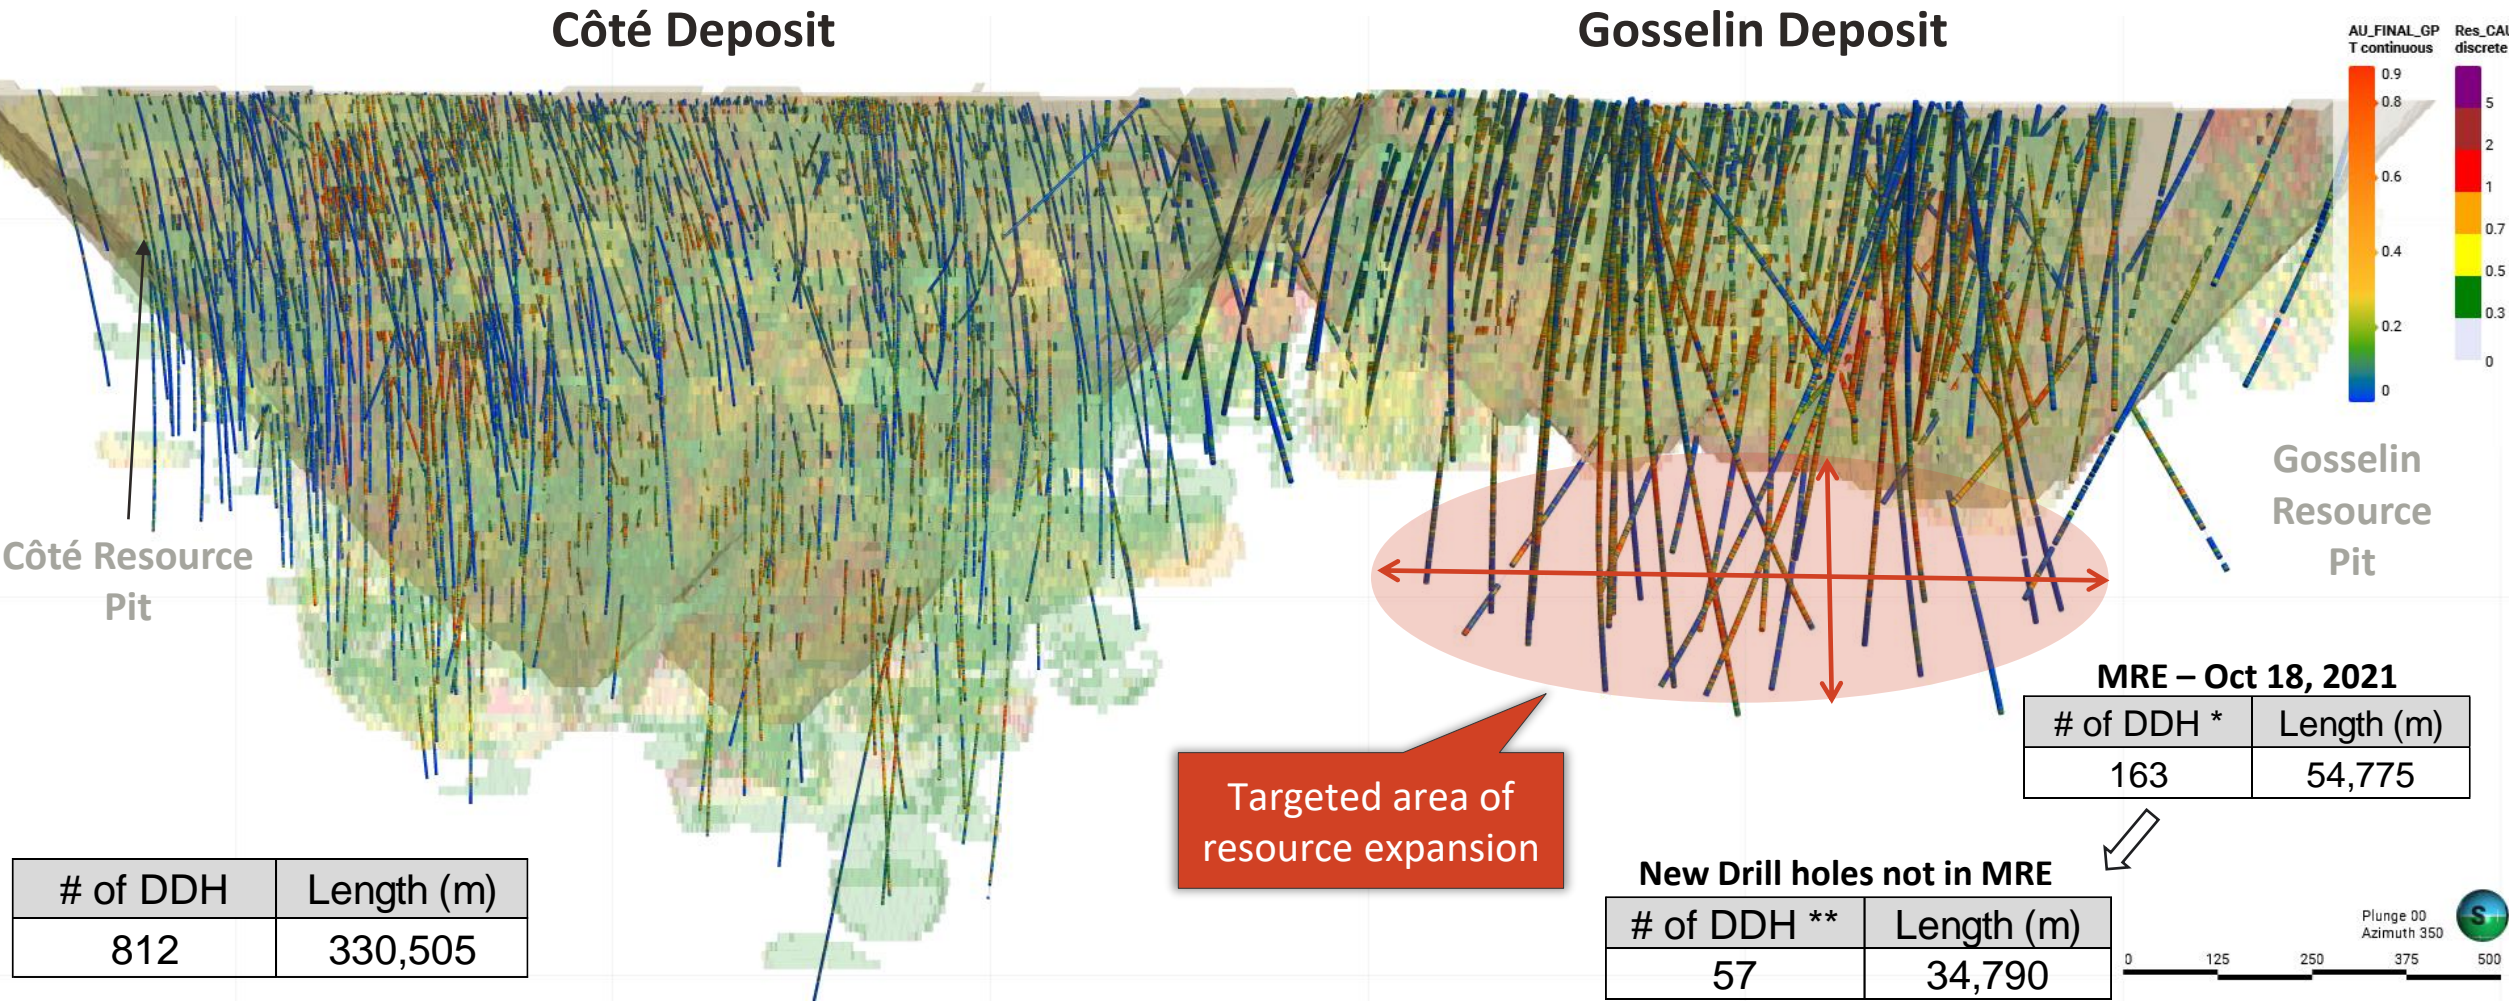 Côté Deposit
Gosselin Deposit
AU_FINAL_GP
T continuous
0.9
0.8
0.6
0.4
0.2
0
Res_CAU
discrete
5
2
1
0.7
0.5
0.3
0
Côté Resource
Pit
Gosselin
Resource
Pit
Targeted area of
resource expansion
MRE – Oct 18, 2021
# of DDH * Length (m)
163 54,775
New Drill holes not in MRE
# of DDH ** Length (m)
57 34,790
# of DDH Length (m)
812 330,505
Plunge 00
Azimuth 350
S
0 125 250 375 500